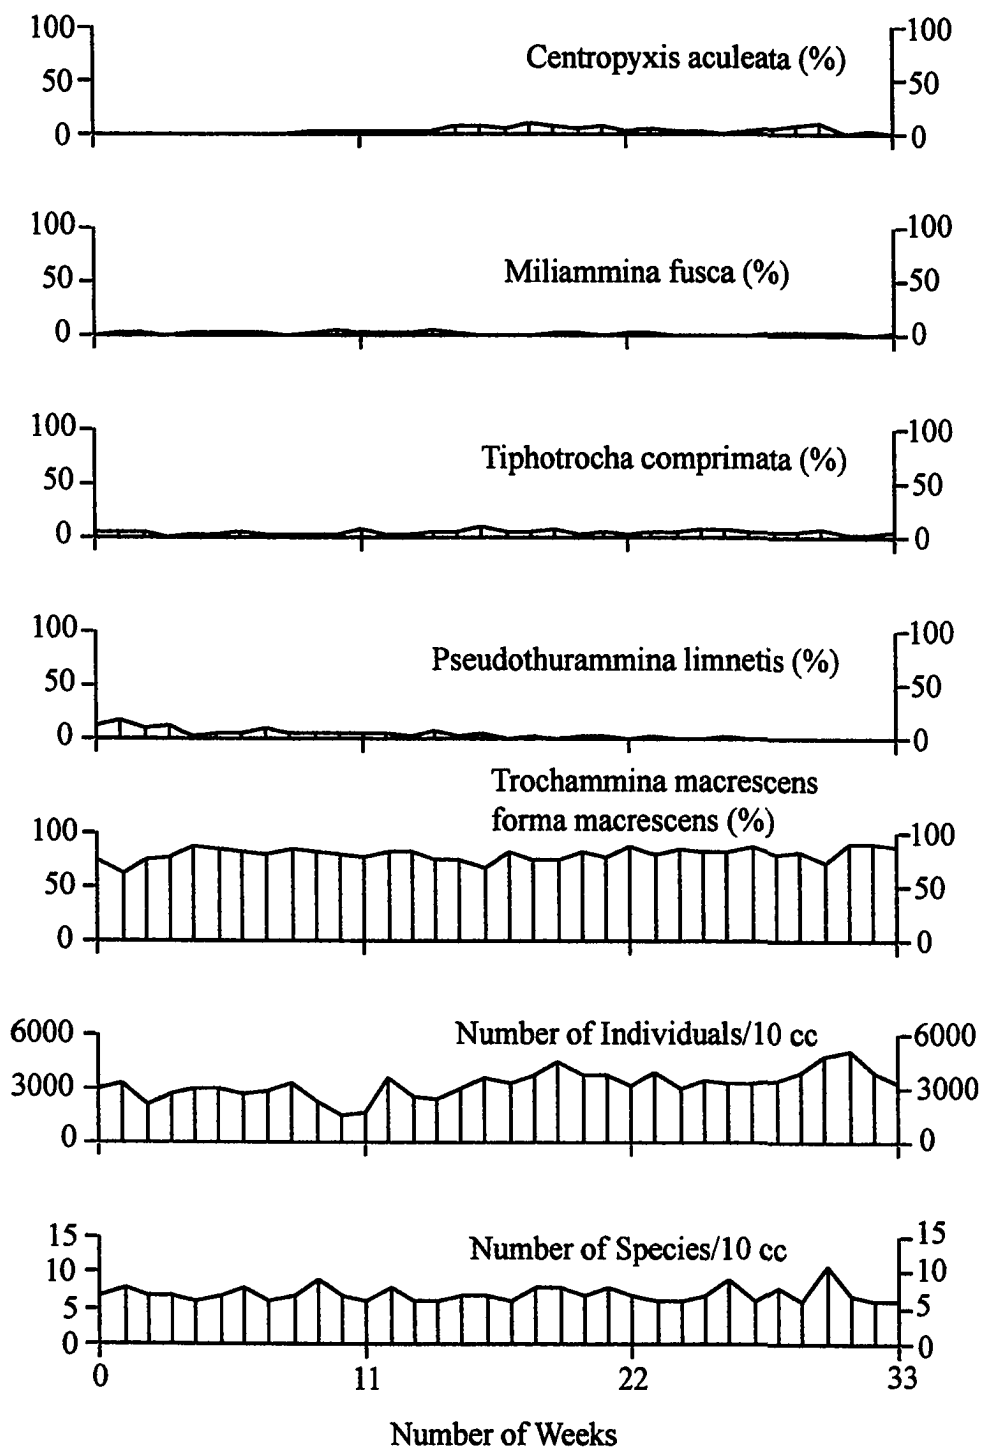 100 100
Centropyxis aculeata (%)
50 50
0 0
100 100
Miliammina fusca (%)
50 50
0 0
100 100
Tiphotrocha comprimata (%)
50 50
0 0
100 100
Pseudothurammina limnetis (%)
50 50
0 0
Trochammina macrescens
forma macrescens (%)
100 100
50 50
0 0
6000 Number of Individuals/10 cc 6000
3000 3000
0 0
15 15
Number of Species/10 cc
10 10
5 5
0 0
0 11 22 33
Number of Weeks